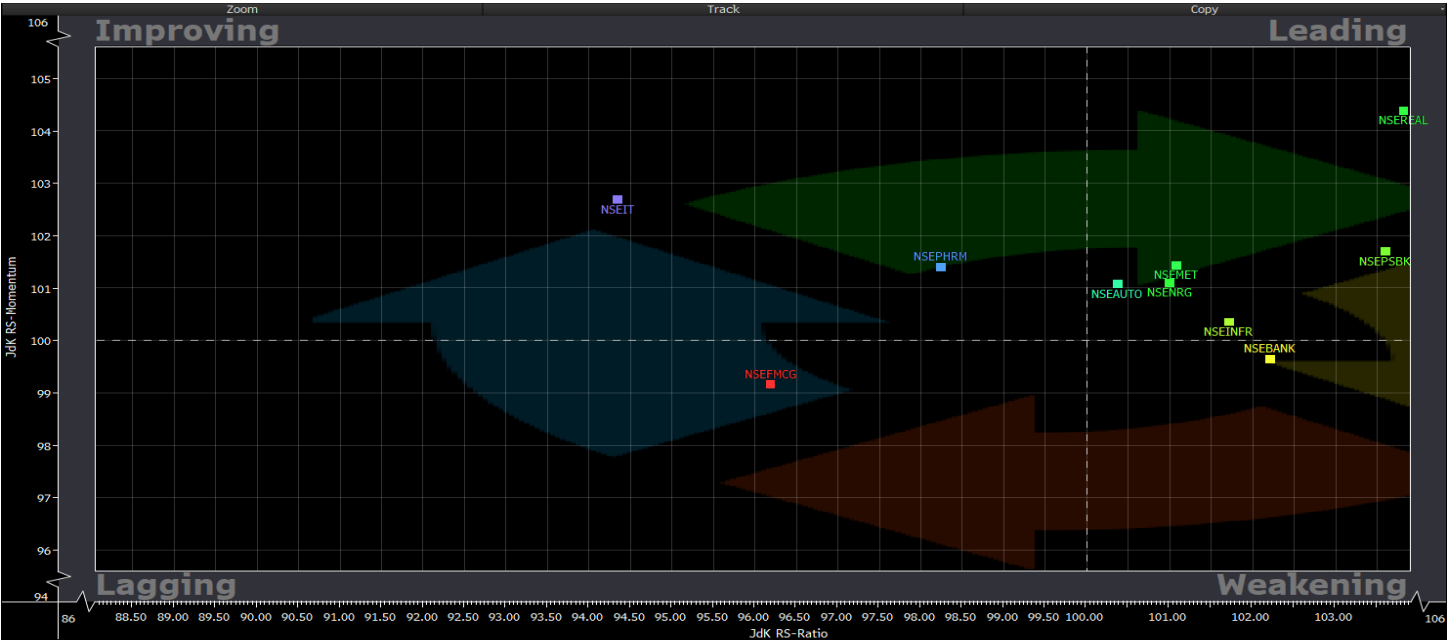 Zoom Track Copy
106
Improving Leading
105
104
103
102
101
100
99
98
97
96
94
JdK RS-Momentum
NSEREAL
NSEIT
NSEPHRM
NSEPSBK
NSEMET
NSEAUTO
NSENRG
NSEINFR
NSEBANK
NSEFMCG
Lagging Weakening
86 88.50 89.00 89.50 90.00 90.50 91.00 91.50 92.00 92.50 93.00 93.50 94.00 94.50 95.00 95.50 96.00 96.50 97.00 97.50 98.00 98.50 99.00 99.50 100.00 101.00 102.00 103.00 106
JdK RS-Ratio